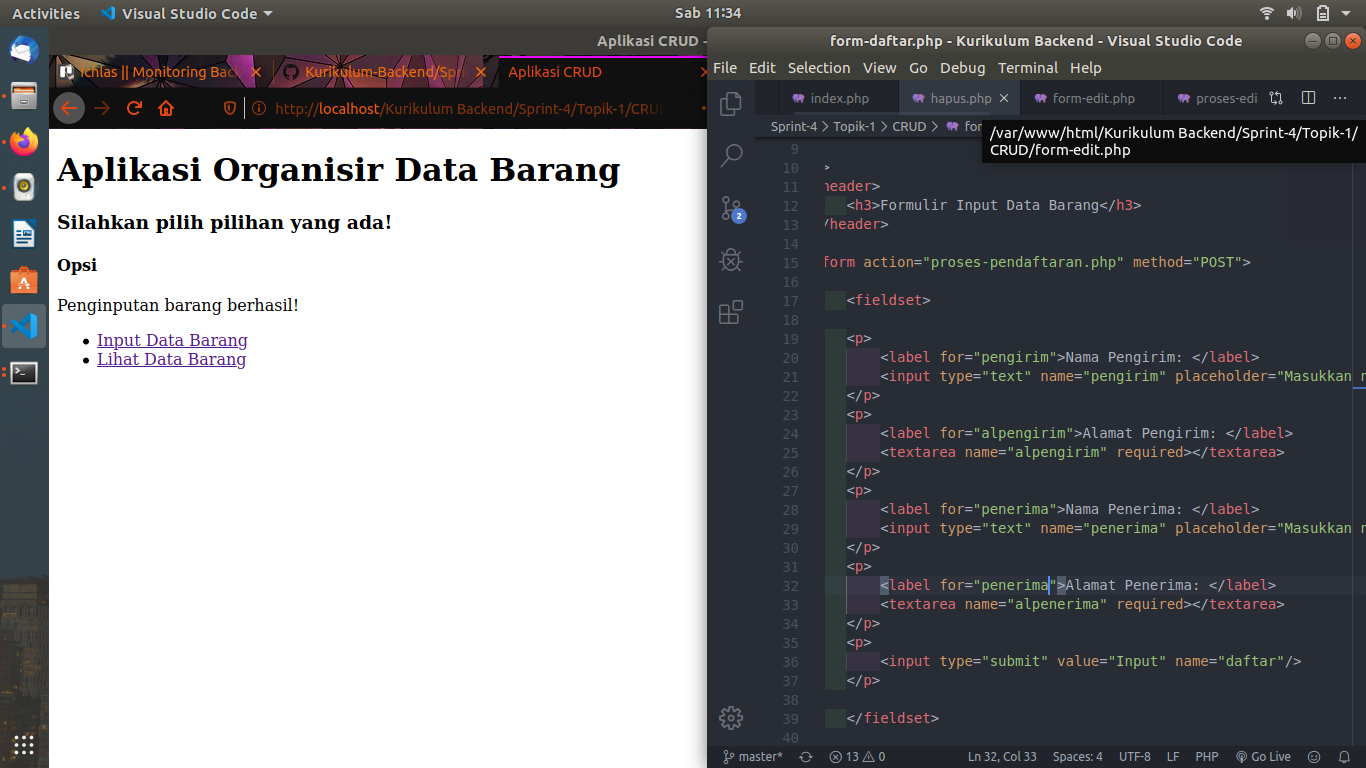 Activities Visual Studio Code Sab 11:34
Aplikasi CRUD -
Ichlas || Monitoring Bac Kurikulum-Backend/Spri Aplikasi CRUD
http://localhost/Kurikulum Backend/Sprint-4/Topik-1/CRU
Aplikasi Organisir Data Barang
Silahkan pilih pilihan yang ada!
Opsi
Penginputan barang berhasil!
Input Data Barang
Lihat Data Barang
form-daftar.php - Kurikulum Backend - Visual Studio Code
File Edit Selection View Go Debug Terminal Help
index.php hapus.php form-edit.php proses-edi
Sprint-4 > Topik-1 > CRUD > for
/var/www/html/Kurikulum Backend/Sprint-4/Topik-1/
CRUD/form-edit.php
2
9
10 >
11 header>
12 <h3>Formulir Input Data Barang</h3>
13 /header>
14
15 form action="proses-pendaftaran.php" method="POST">
16
17 <fieldset>
18
19 <p>
20 <label for="pengirim">Nama Pengirim: </label>
21 <input type="text" name="pengirim" placeholder="Masukkan n
22 </p>
23 <p>
24 <label for="alpengirim">Alamat Pengirim: </label>
25 <textarea name="alpengirim" required></textarea>
26 </p>
27 <p>
28 <label for="penerima">Nama Penerima: </label>
29 <input type="text" name="penerima" placeholder="Masukkan n
30 </p>
31 <p>
32 <label for="penerima">Alamat Penerima: </label>
33 <textarea name="alpenerima" required></textarea>
34 </p>
35 <p>
36 <input type="submit" value="Input" name="daftar"/>
37 </p>
38
39 </fieldset>
40
master* 13 0 Ln 32, Col 33 Spaces: 4 UTF-8 LF PHP Go Live